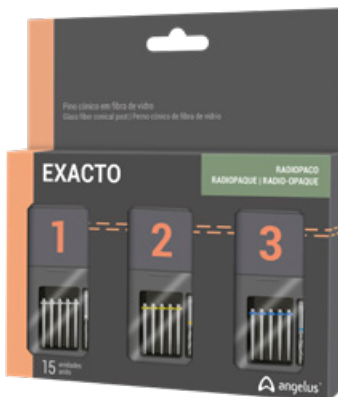 Pino cônico em fibra de vidro
Glass fiber conical post | Perno cónico de fibra de vidrio
EXACTO
RADIOPACO
RADIOPAQUE | RADIO-OPAQUE
1
2
3
15 unidades
units
angelus